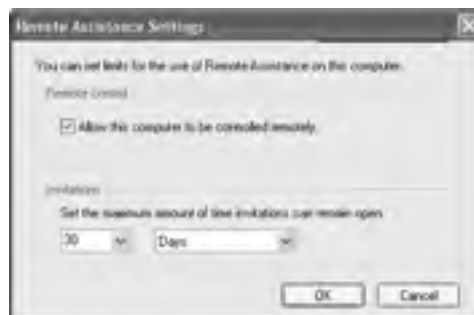 Remote Assistance Settings
You can set limits for the use of Remote Assistance on this computer.
Remote control
Allow this computer to be controlled remotely.
Invitations
Set the maximum amount of time invitations can remain open
30 Days
OK Cancel